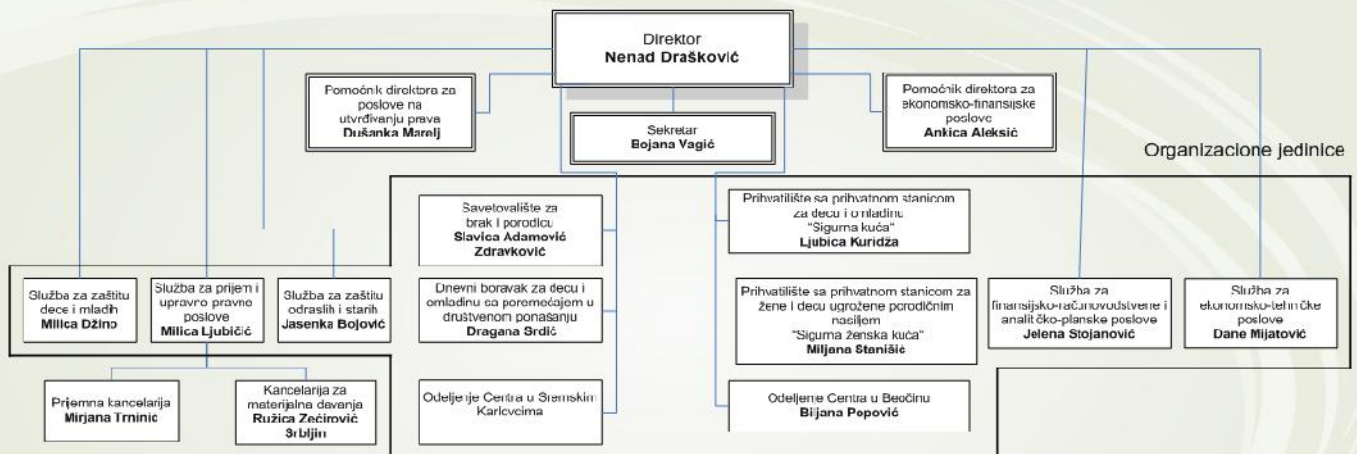 Direktor
Nenad Drašković
Pomoćnik direktora za
poslove na
utvrđivanju prava
Dušanka Marelj
Pomoćnik direktora za
ekonomsko-finansijske
poslove
Ankica Aleksić
Sekretar
Bojana Vagić
Organizacione jedinice
Savetovalište za
brak i porodicu
Slavica Adamović
Zdravković
Prihvatilište sa prihvatnom stanicom
za decu i omladinu
"Sigurna kuća"
Ljubica Kuridža
Služba za zaštitu
dece i mladih
Milica Džino
Služba za prijem i
upravno pravne
poslove
Milica Ljubičić
Služba za zaštitu
odraslih i starih
Jasenka Bojović
Dnevni boravak za decu i
omladinu sa poremećajem u
društvenom ponašanju
Dragana Srdić
Prihvatilište sa prihvatnom stanicom za
žene i decu ugrožene porodičnim
nasiljem
"Sigurna ženska kuća"
Miljana Stanišić
Služba za
finansijsko-računovodstvene i
analitičko-planske poslove
Jelena Stojanović
Služba za
ekonomsko-tehničke
poslove
Dane Mijatović
Prijemna kancelarija
Mirjana Trninić
Kancelarija za
materijalna davanja
Ružica Zećirović
Srbljin
Odeljenje Centra u Sremskim
Karlovcima
Odeljenje Centra u Beočinu
Biljana Popović